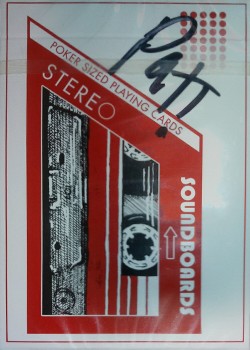 Patt
POKER SIZED PLAYING CARDS
STEREO
SOUNDBOARDS